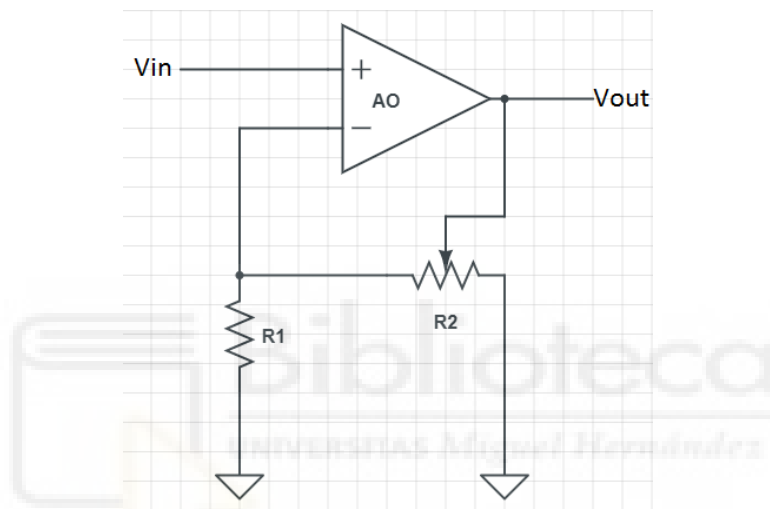 Vin
+
AO
Vout
−
R2
R1
Biblioteca
UNIVERSITAS Miguel Hernández